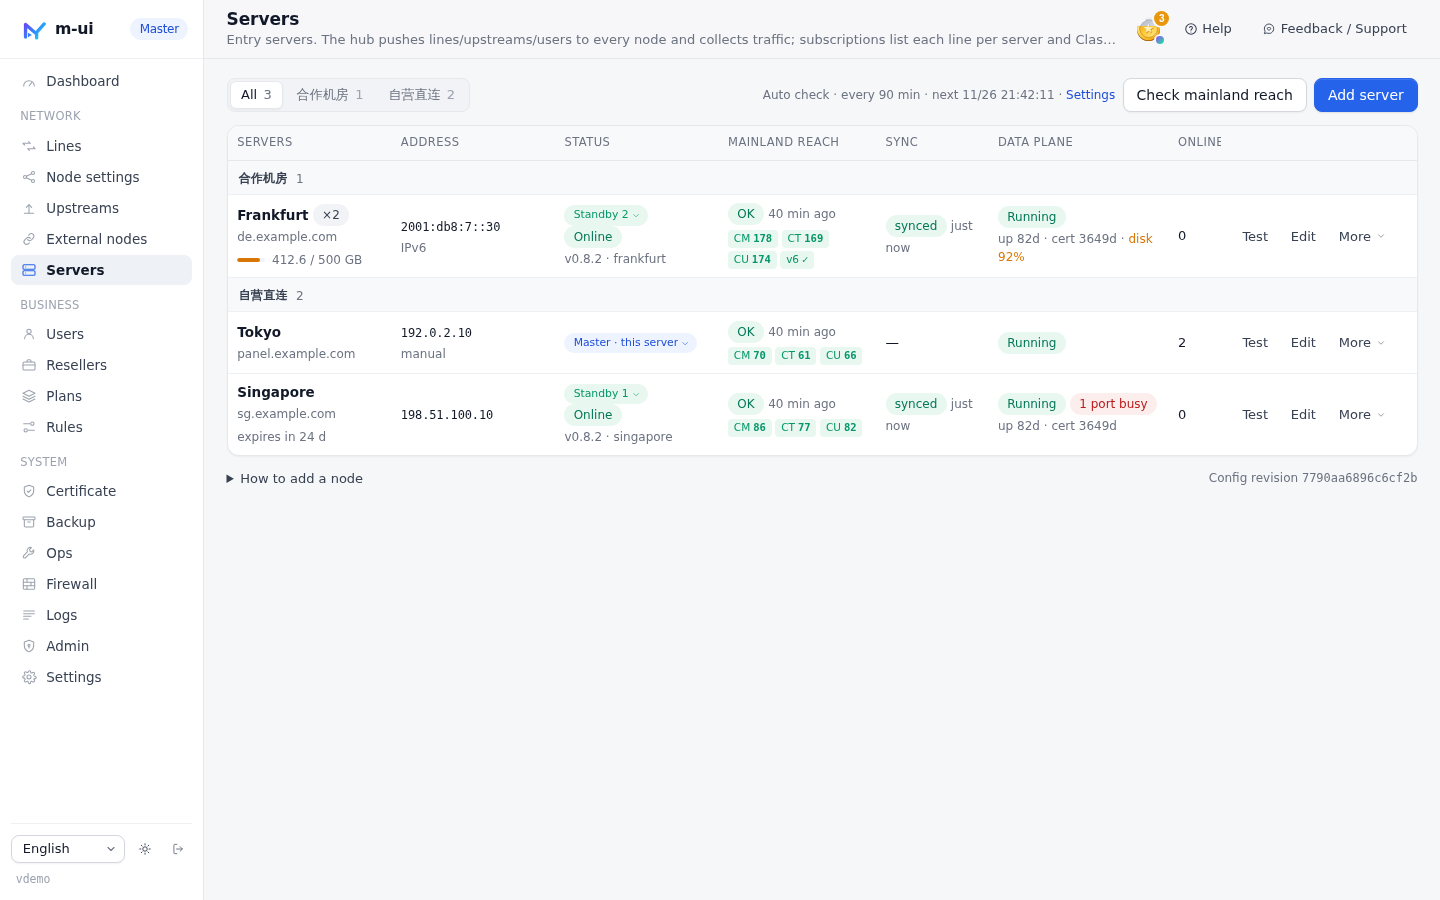 m-ui
Master
Dashboard
NETWORK
Lines
Node settings
Upstreams
External nodes
Servers
BUSINESS
Users
Resellers
Plans
Rules
SYSTEM
Certificate
Backup
Ops
Firewall
Logs
Admin
Settings
English
vdemo
Servers
Entry servers. The hub pushes lines/upstreams/users to every node and collects traffic; subscriptions list each line per server and Clas…
3
Help
Feedback / Support
All 3
合作机房 1
自营直连 2
Auto check · every 90 min · next 11/26 21:42:11 · Settings
Check mainland reach
Add server
SERVERS ADDRESS STATUS MAINLAND REACH SYNC DATA PLANE ONLINE
合作机房 1
Frankfurt ×2
de.example.com
412.6 / 500 GB
2001:db8:7::30
IPv6
Standby 2
Online
v0.8.2 · frankfurt
OK 40 min ago
CM 178 CT 169
CU 174 v6 ✓
synced just
now
Running
up 82d · cert 3649d · disk
92%
0
Test Edit More
自营直连 2
Tokyo
panel.example.com
192.0.2.10
manual
Master · this server
OK 40 min ago
CM 70 CT 61 CU 66
—
Running
2
Test Edit More
Singapore
sg.example.com
expires in 24 d
198.51.100.10
Standby 1
Online
v0.8.2 · singapore
OK 40 min ago
CM 86 CT 77 CU 82
synced just
now
Running 1 port busy
up 82d · cert 3649d
0
Test Edit More
How to add a node
Config revision 7790aa6896c6cf2b